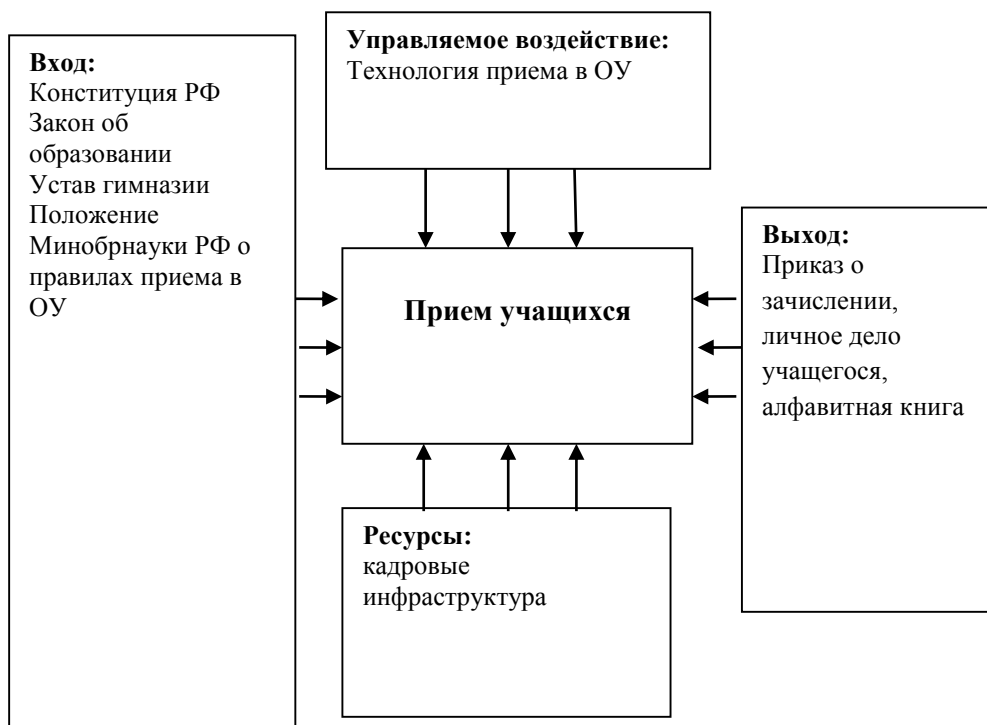 Вход:
Конституция РФ
Закон об
образовании
Устав гимназии
Положение
Минобрнауки РФ о
правилах приема в
ОУ
Управляемое воздействие:
Технология приема в ОУ
Прием учащихся
Выход:
Приказ о
зачислении,
личное дело
учащегося,
алфавитная книга
Ресурсы:
кадровые
инфраструктура